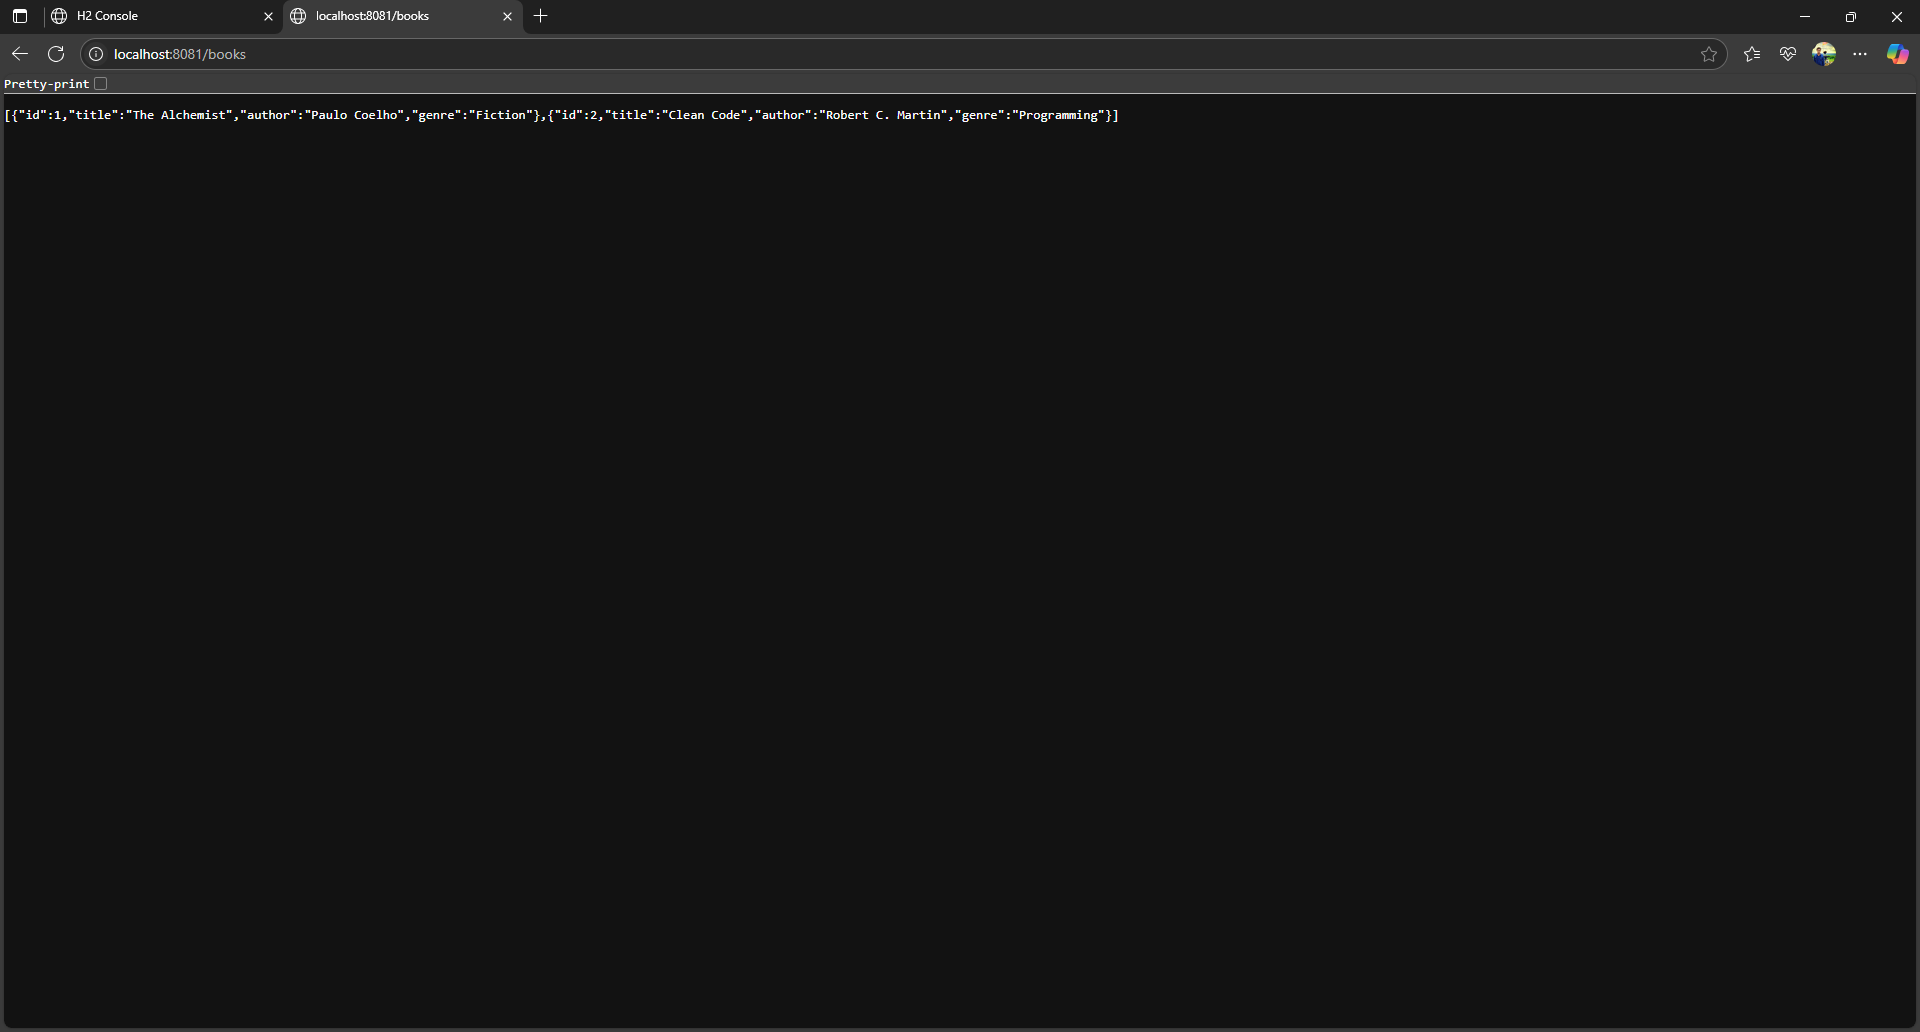 H2 Console
localhost:8081/books
localhost:8081/books
Pretty-print
[{"id":1,"title":"The Alchemist","author":"Paulo Coelho","genre":"Fiction"},{"id":2,"title":"Clean Code","author":"Robert C. Martin","genre":"Programming"}]